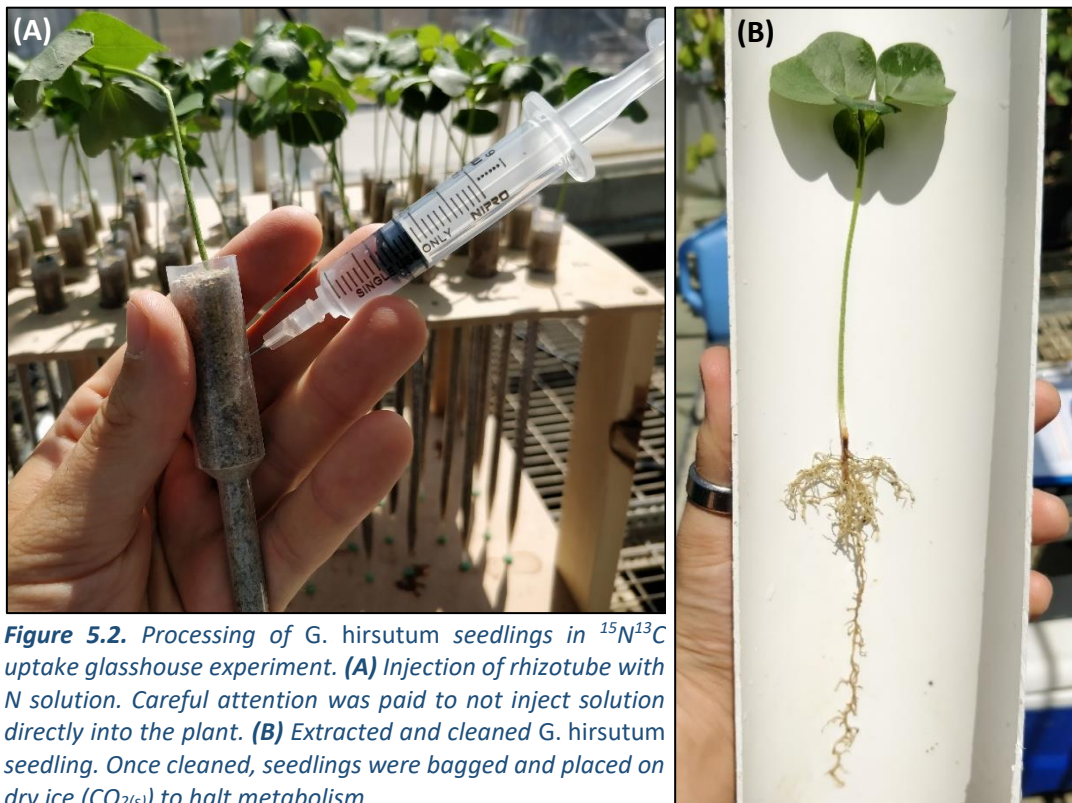 (A)
(B)
ONLY
NIPRO
SINGL
Figure 5.2. Processing of G. hirsutum seedlings in ¹⁵N¹³C
uptake glasshouse experiment. (A) Injection of rhizotube with
N solution. Careful attention was paid to not inject solution
directly into the plant. (B) Extracted and cleaned G. hirsutum
seedling. Once cleaned, seedlings were bagged and placed on
dry ice (CO₂₍ₛ₎) to halt metabolism